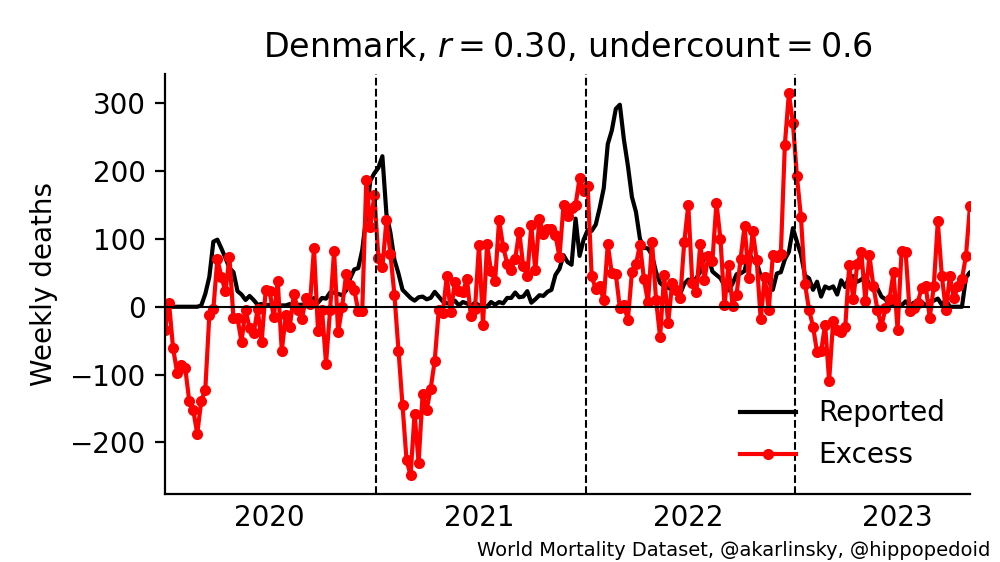 Denmark, r = 0.30, undercount = 0.6
Weekly deaths
300
200
100
0
−100
−200
Reported
Excess
2020 2021 2022 2023
World Mortality Dataset, @akarlinsky, @hippopedoid